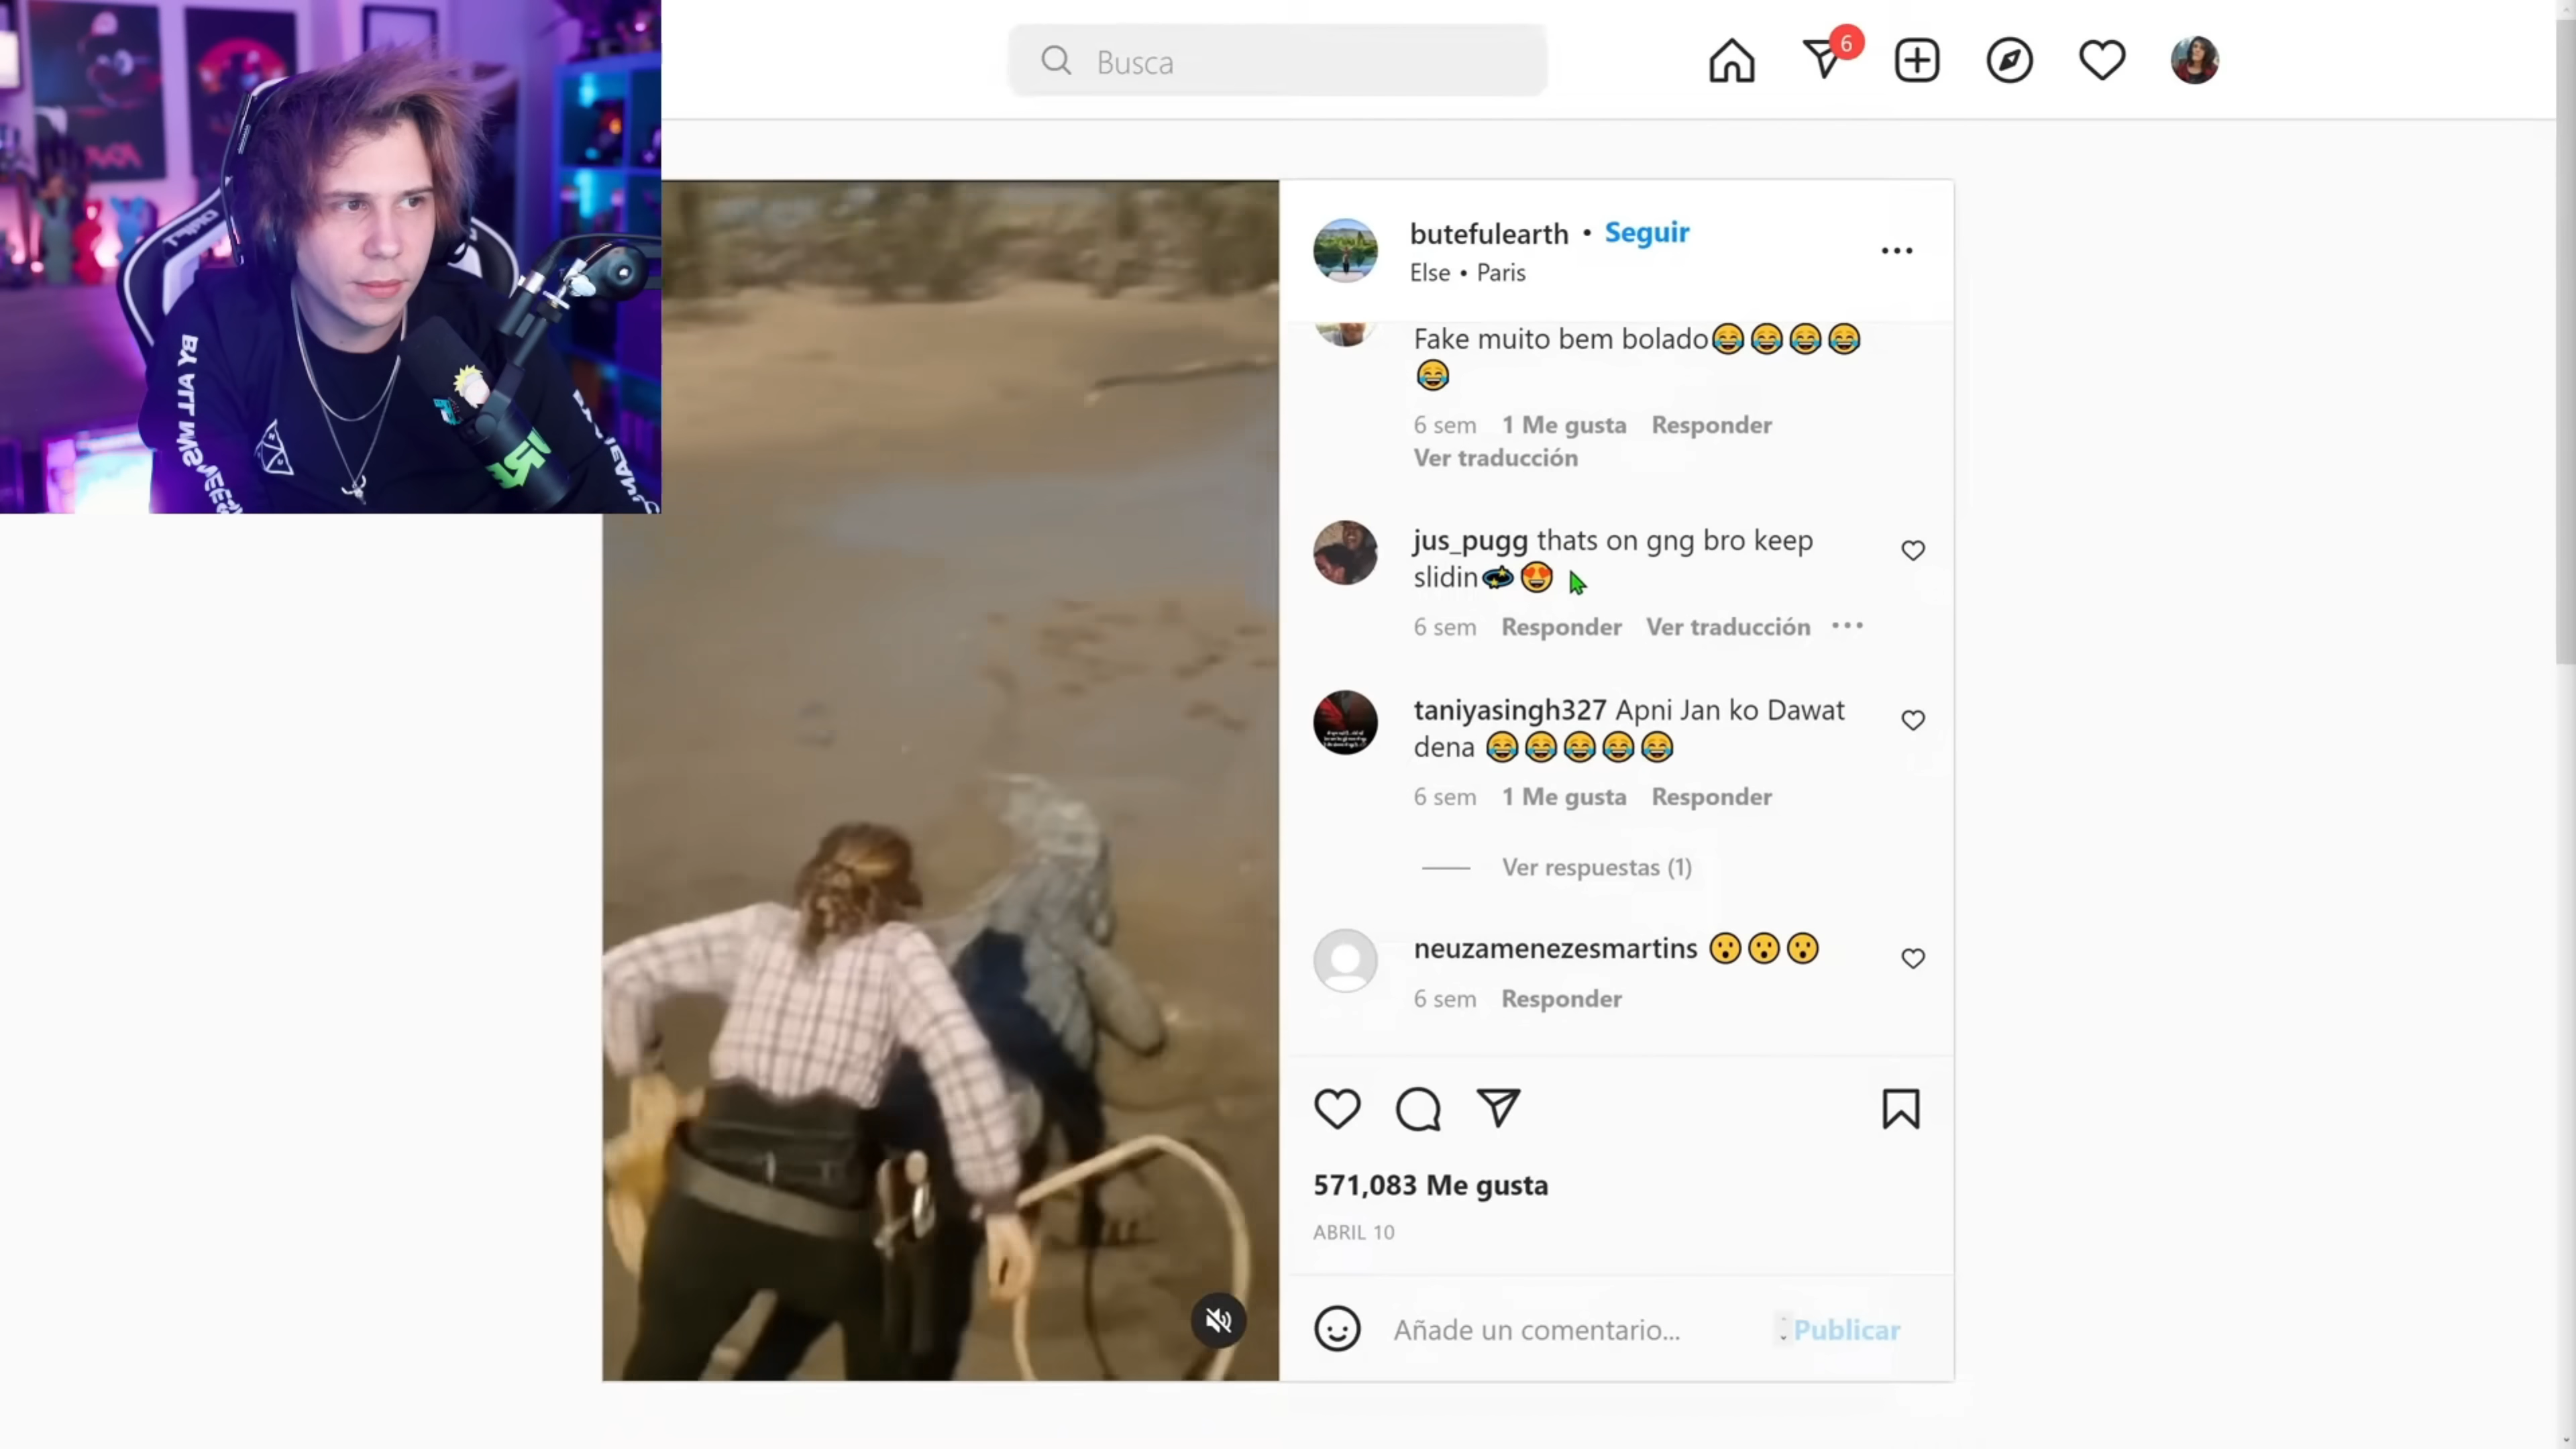 Busca
6
butefulearth • Seguir
Else • Paris
Fake muito bem bolado😂😂😂😂
😂
6 sem 1 Me gusta Responder
Ver traducción
jus_pugg thats on gng bro keep
slidin💫😍
6 sem Responder Ver traducción ...
taniyasingh327 Apni Jan ko Dawat
dena 😂😂😂😂😂
6 sem 1 Me gusta Responder
Ver respuestas (1)
neuzamenezesmartins 😮😮😮
6 sem Responder
571,083 Me gusta
ABRIL 10
Añade un comentario...
Publicar